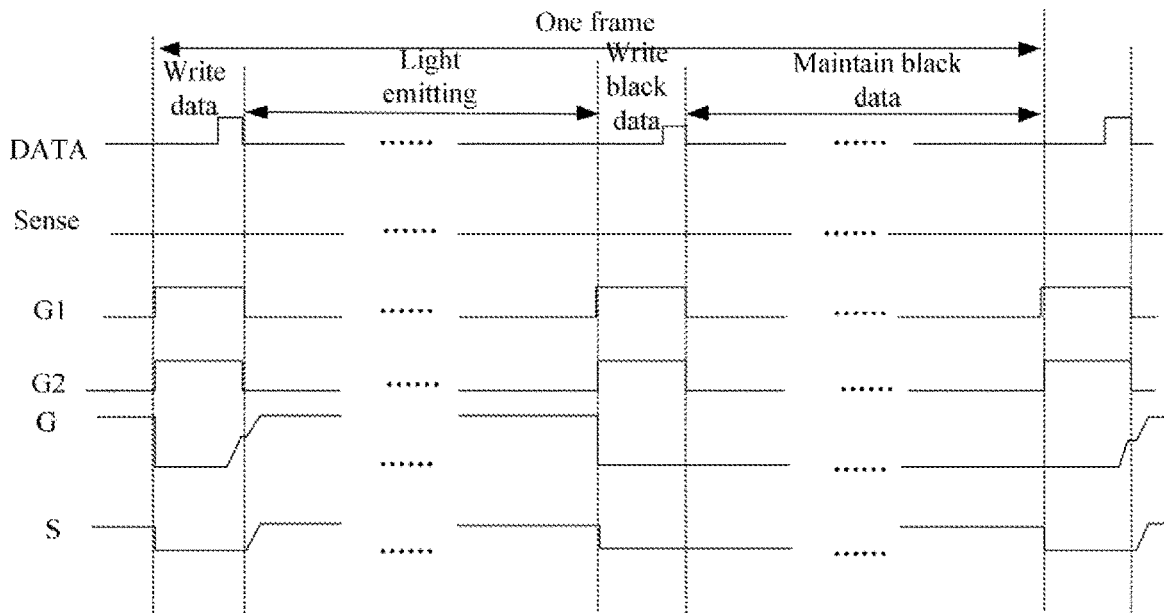 One frame
Write
data
Light
emitting
Write
black
data
Maintain black
data
DATA
Sense
G1
G2
G
S